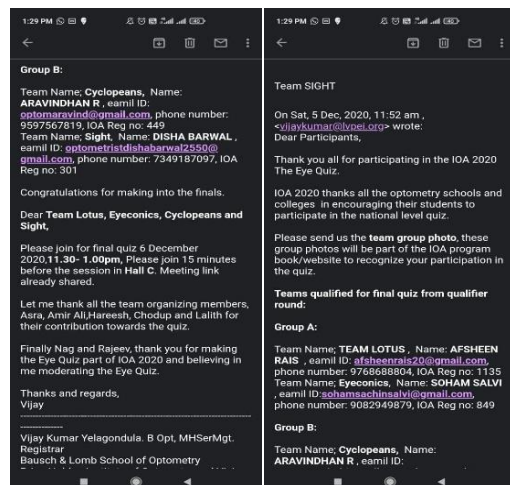 1:29 PM
Group B:
Team Name; Cyclopeans, Name:
ARAVINDHAN R , eamil ID:
optomaravind@gmail.com, phone number:
9597567819, IOA Reg no: 449
Team Name; Sight, Name: DISHA BARWAL ,
eamil ID: optometristdishabarwal2550@
gmail.com, phone number: 7349187097, IOA
Reg no: 301
Congratulations for making into the finals.
Dear Team Lotus, Eyeconics, Cyclopeans and
Sight,
Please join for final quiz 6 December
2020,11.30- 1.00pm, Please join 15 minutes
before the session in Hall C. Meeting link
already shared.
Let me thank all the team organizing members,
Asra, Amir Ali,Hareesh, Chodup and Lalith for
their contribution towards the quiz.
Finally Nag and Rajeev, thank you for making
the Eye Quiz part of IOA 2020 and believing in
me moderating the Eye Quiz.
Thanks and regards,
Vijay
Vijay Kumar Yelagondula. B Opt, MHSerMgt.
Registrar
Bausch & Lomb School of Optometry
1:29 PM
Team SIGHT
On Sat, 5 Dec, 2020, 11:52 am ,
<vijaykumar@lvpei.org> wrote:
Dear Participants,
Thank you all for participating in the IOA 2020
The Eye Quiz.
IOA 2020 thanks all the optometry schools and
colleges in encouraging their students to
participate in the national level quiz.
Please send us the team group photo, these
group photos will be part of the IOA program
book/website to recognize your participation in
the quiz.
Teams qualified for final quiz from qualifier
round:
Group A:
Team Name; TEAM LOTUS , Name: AFSHEEN
RAIS , eamil ID: afsheenrais20@gmail.com,
phone number: 9768688804, IOA Reg no: 1135
Team Name; Eyeconics, Name: SOHAM SALVI
, eamil ID:sohamsachinsalvi@gmail.com,
phone number: 9082949879, IOA Reg no: 849
Group B:
Team Name; Cyclopeans, Name:
ARAVINDHAN R , eamil ID: